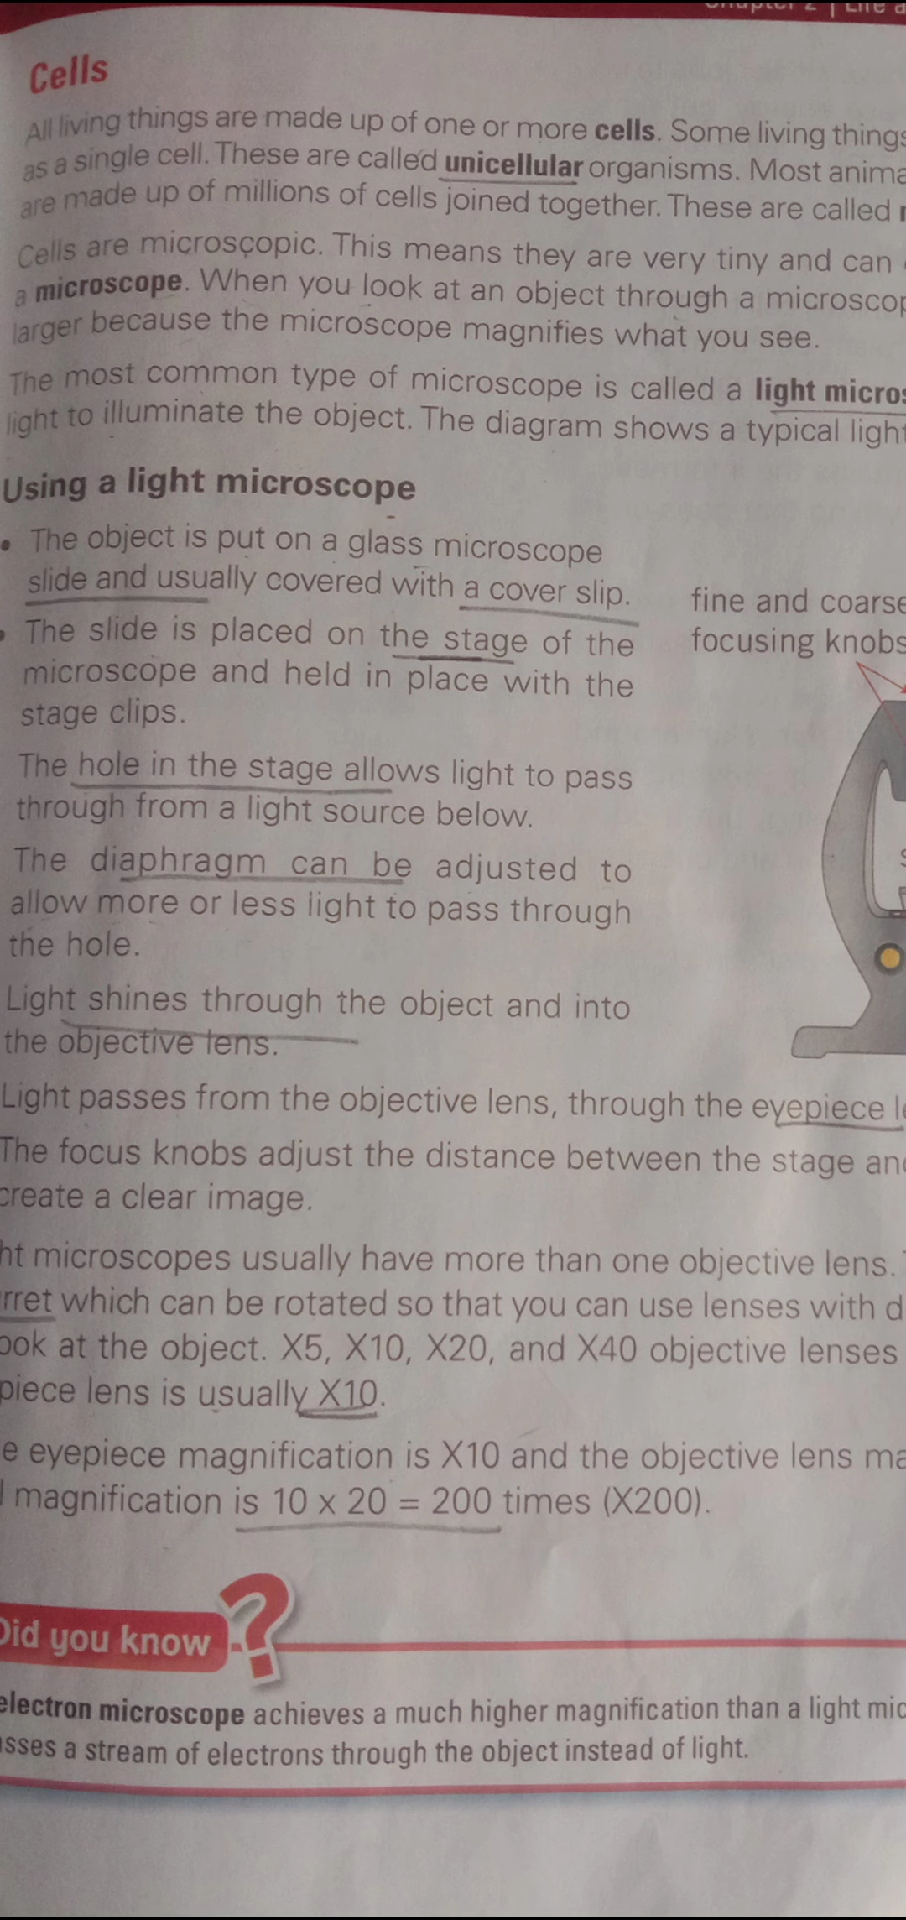 Chapter 2 | Life a
Cells
All living things are made up of one or more cells. Some living things
as a single cell. These are called unicellular organisms. Most anima
are made up of millions of cells joined together. These are called
Cells are microscopic. This means they are very tiny and can
a microscope. When you look at an object through a microscop
larger because the microscope magnifies what you see.
The most common type of microscope is called a light micros
light to illuminate the object. The diagram shows a typical light
Using a light microscope
• The object is put on a glass microscope
slide and usually covered with a cover slip.
• The slide is placed on the stage of the
microscope and held in place with the
stage clips.
The hole in the stage allows light to pass
through from a light source below.
The diaphragm can be adjusted to
allow more or less light to pass through
the hole.
Light shines through the object and into
the objective lens.
fine and coarse
focusing knobs
Light passes from the objective lens, through the eyepiece le
The focus knobs adjust the distance between the stage and
create a clear image.
ht microscopes usually have more than one objective lens.
rret which can be rotated so that you can use lenses with d
ook at the object. X5, X10, X20, and X40 objective lenses
piece lens is usually X10.
e eyepiece magnification is X10 and the objective lens ma
l magnification is 10 x 20 = 200 times (X200).
Did you know ?
electron microscope achieves a much higher magnification than a light mic
sses a stream of electrons through the object instead of light.